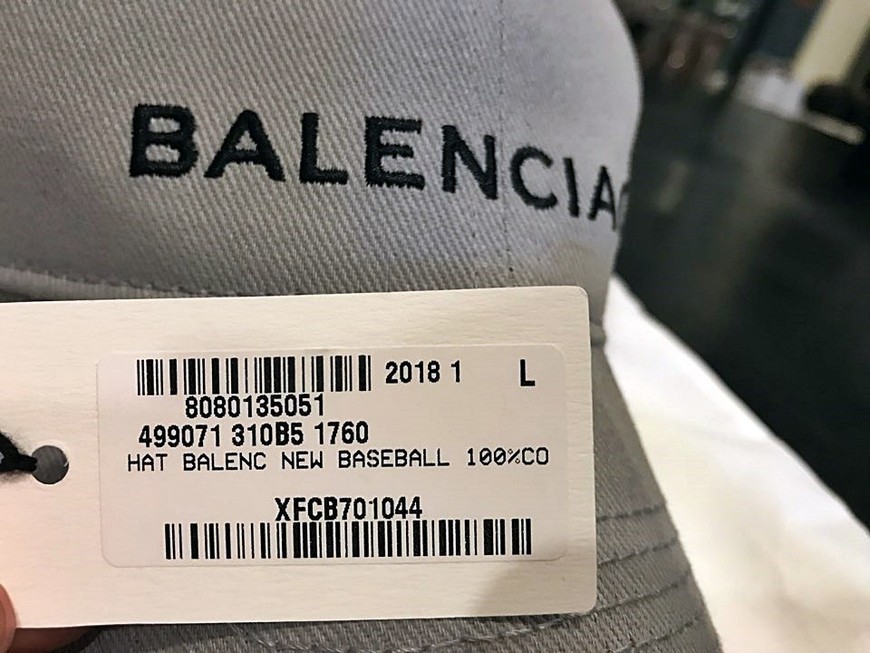 BALENCIA
2018 1 L
8080135051
499071 310B5 1760
HAT BALENC NEW BASEBALL 100%CO
XFCB701044